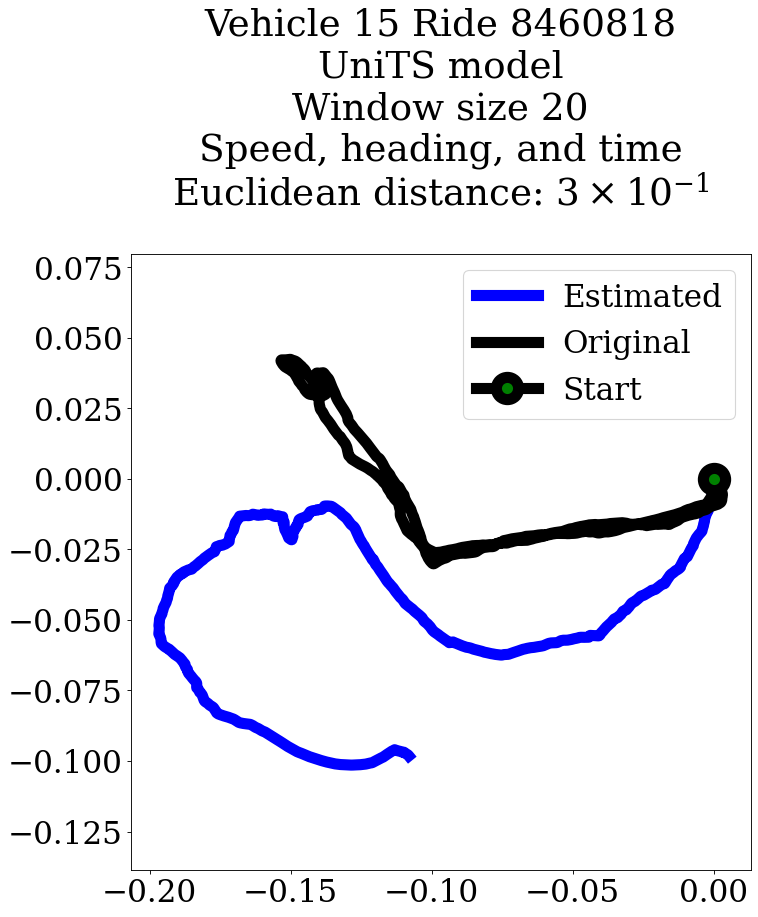 Vehicle 15 Ride 8460818
UniTS model
Window size 20
Speed, heading, and time
Euclidean distance: 3 × 10⁻¹
Estimated
Original
Start
0.075
0.050
0.025
0.000
−0.025
−0.050
−0.075
−0.100
−0.125
−0.20 −0.15 −0.10 −0.05 0.00